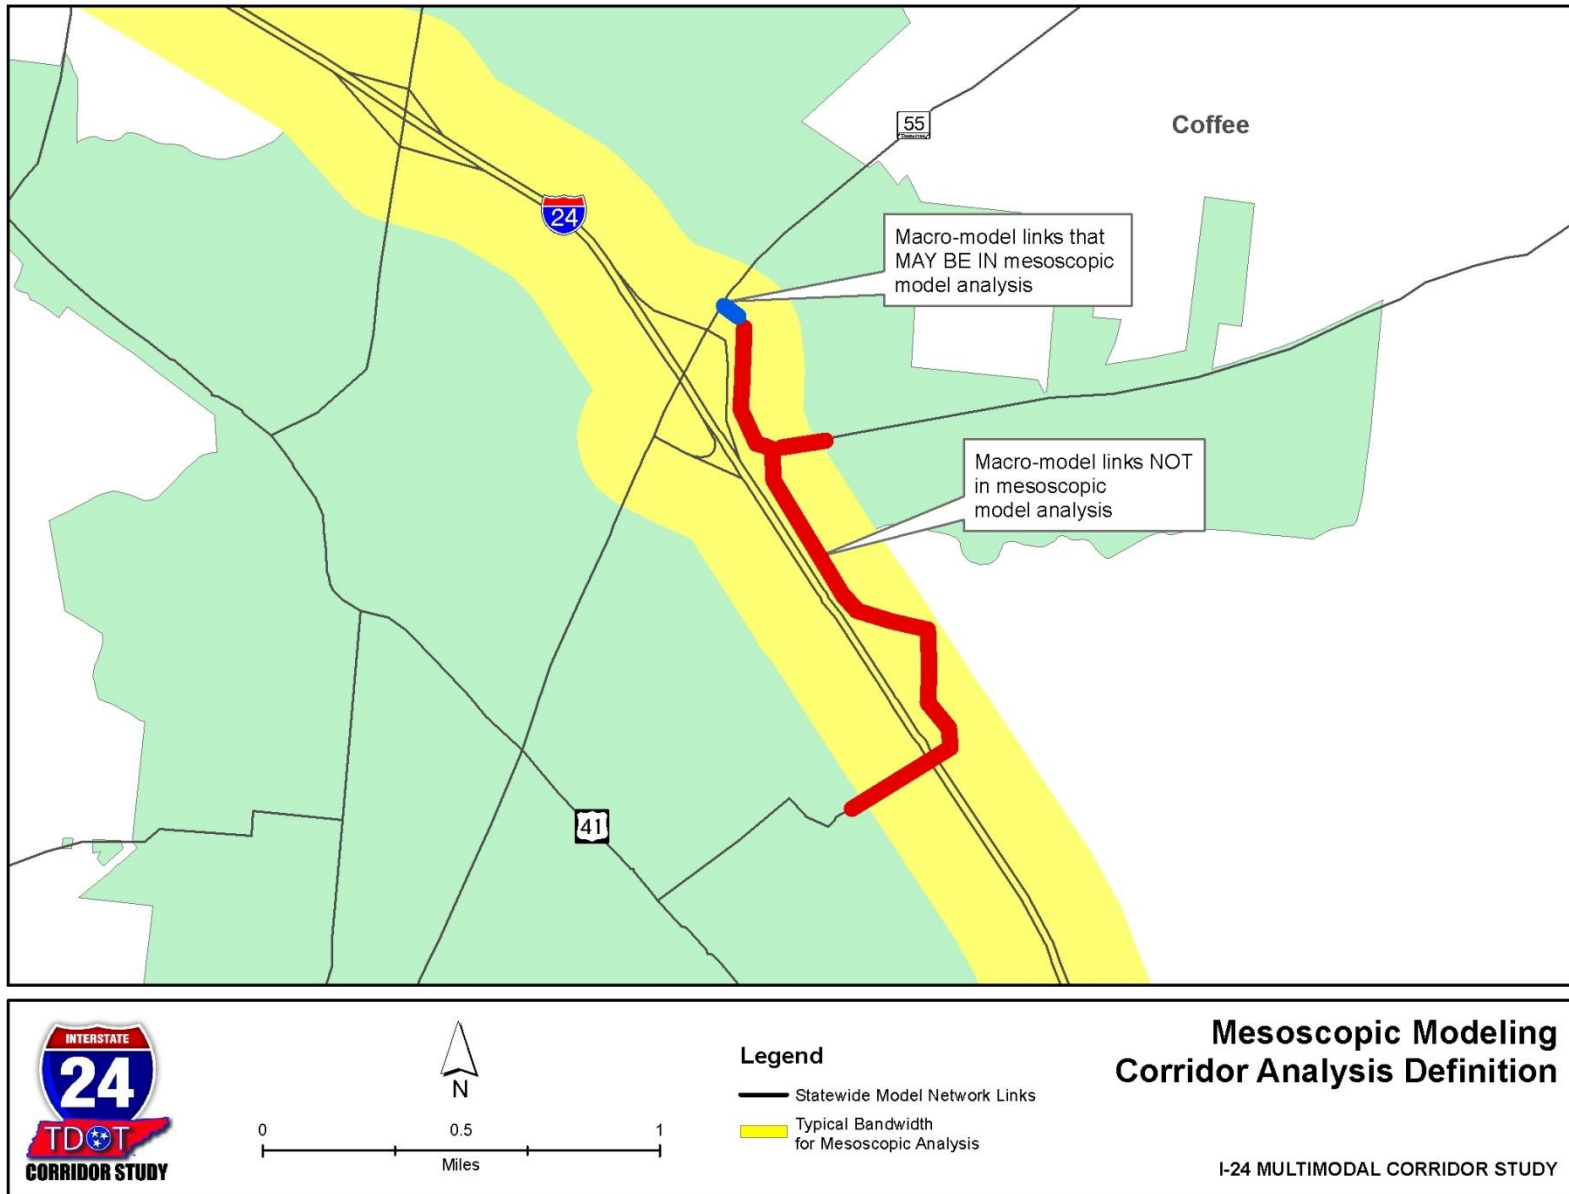 55
TENNESSEE
Coffee
24
Macro-model links that
MAY BE IN mesoscopic
model analysis
Macro-model links NOT
in mesoscopic
model analysis
41
INTERSTATE
24
TDOT
CORRIDOR STUDY
N
0 0.5 1
Miles
Legend
Statewide Model Network Links
Typical Bandwidth
for Mesoscopic Analysis
Mesoscopic Modeling
Corridor Analysis Definition
I-24 MULTIMODAL CORRIDOR STUDY